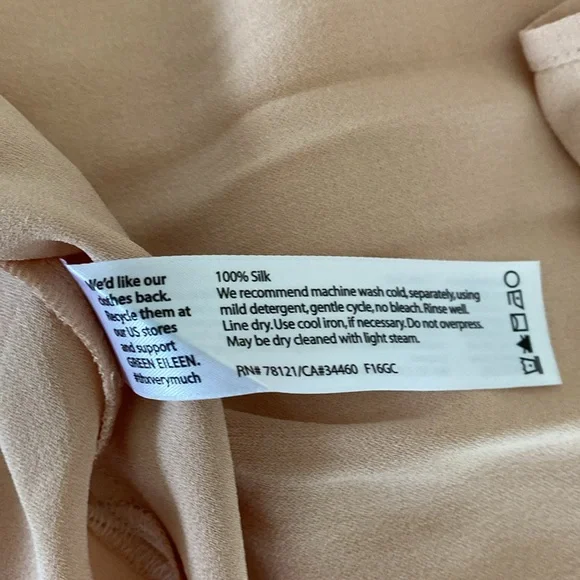 We'd like our
clothes back.
Recycle them at
our US stores
and support
GREEN EILEEN.
#thxverymuch
100% Silk
We recommend machine wash cold, separately, using
mild detergent, gentle cycle, no bleach. Rinse well.
Line dry. Use cool iron, if necessary. Do not overpress.
May be dry cleaned with light steam.
RN# 78121/CA#34460 F16GC